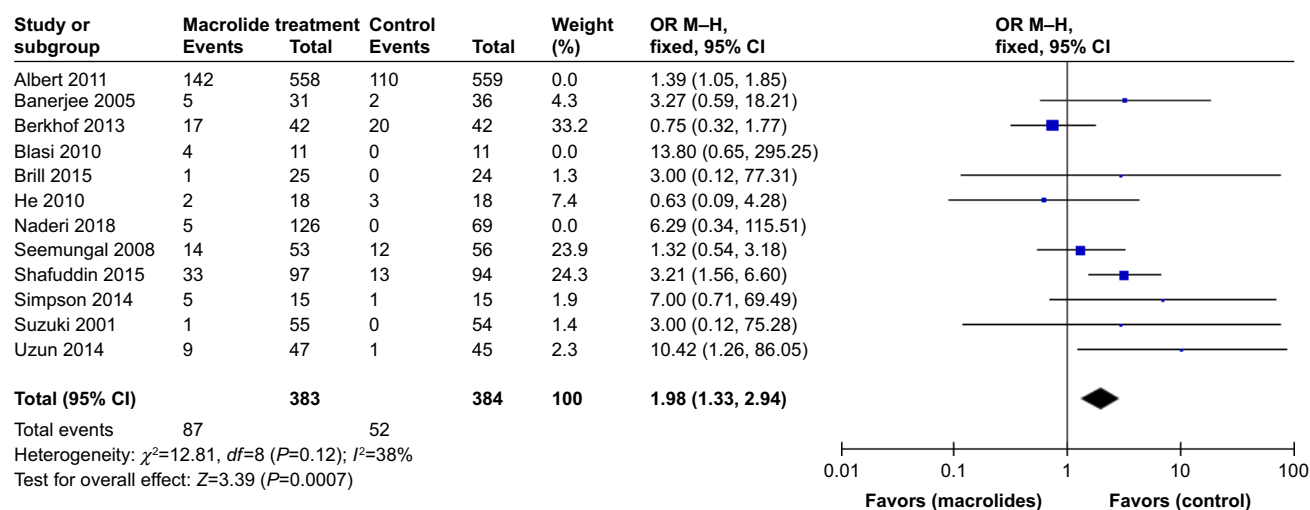 Study or subgroup Macrolide treatment Control Weight (%) OR M–H, fixed, 95% CI OR M–H, fixed, 95% CI
Events Total Events Total
Albert 2011 142 558 110 559 0.0 1.39 (1.05, 1.85)
Banerjee 2005 5 31 2 36 4.3 3.27 (0.59, 18.21)
Berkhof 2013 17 42 20 42 33.2 0.75 (0.32, 1.77)
Blasi 2010 4 11 0 11 0.0 13.80 (0.65, 295.25)
Brill 2015 1 25 0 24 1.3 3.00 (0.12, 77.31)
He 2010 2 18 3 18 7.4 0.63 (0.09, 4.28)
Naderi 2018 5 126 0 69 0.0 6.29 (0.34, 115.51)
Seemungal 2008 14 53 12 56 23.9 1.32 (0.54, 3.18)
Shafuddin 2015 33 97 13 94 24.3 3.21 (1.56, 6.60)
Simpson 2014 5 15 1 15 1.9 7.00 (0.71, 69.49)
Suzuki 2001 1 55 0 54 1.4 3.00 (0.12, 75.28)
Uzun 2014 9 47 1 45 2.3 10.42 (1.26, 86.05)
Total (95% CI) 383 384 100 1.98 (1.33, 2.94)
Total events 87 52
Heterogeneity: χ²=12.81, df=8 (P=0.12); I²=38%
Test for overall effect: Z=3.39 (P=0.0007)
0.01 0.1 1 10 100
Favors (macrolides) Favors (control)